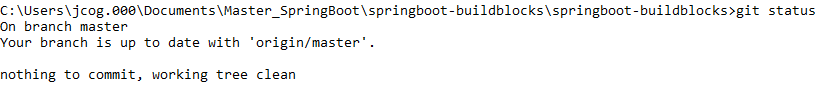 C:\Users\jcog.000\Documents\Master_SpringBoot\springboot-buildblocks\springboot-buildblocks>git status
On branch master
Your branch is up to date with 'origin/master'.
nothing to commit, working tree clean